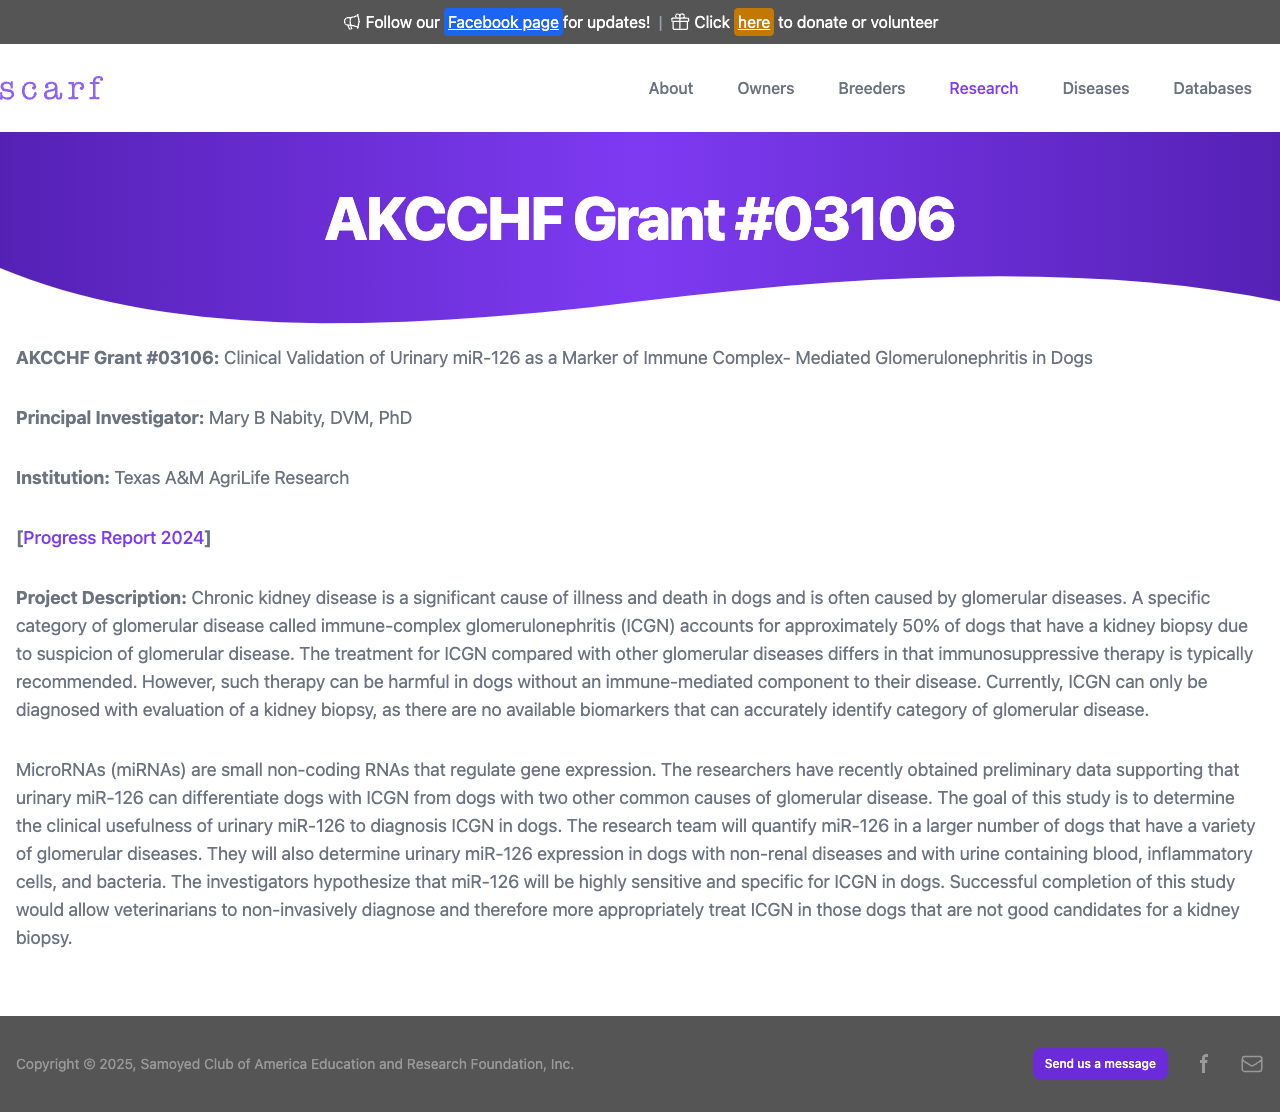 Follow our Facebook page for updates! | Click here to donate or volunteer
scarf
About Owners Breeders Research Diseases Databases
AKCCHF Grant #03106
AKCCHF Grant #03106: Clinical Validation of Urinary miR-126 as a Marker of Immune Complex- Mediated Glomerulonephritis in Dogs
Principal Investigator: Mary B Nabity, DVM, PhD
Institution: Texas A&M AgriLife Research
[Progress Report 2024]
Project Description: Chronic kidney disease is a significant cause of illness and death in dogs and is often caused by glomerular diseases. A specific
category of glomerular disease called immune-complex glomerulonephritis (ICGN) accounts for approximately 50% of dogs that have a kidney biopsy due
to suspicion of glomerular disease. The treatment for ICGN compared with other glomerular diseases differs in that immunosuppressive therapy is typically
recommended. However, such therapy can be harmful in dogs without an immune-mediated component to their disease. Currently, ICGN can only be
diagnosed with evaluation of a kidney biopsy, as there are no available biomarkers that can accurately identify category of glomerular disease.
MicroRNAs (miRNAs) are small non-coding RNAs that regulate gene expression. The researchers have recently obtained preliminary data supporting that
urinary miR-126 can differentiate dogs with ICGN from dogs with two other common causes of glomerular disease. The goal of this study is to determine
the clinical usefulness of urinary miR-126 to diagnosis ICGN in dogs. The research team will quantify miR-126 in a larger number of dogs that have a variety
of glomerular diseases. They will also determine urinary miR-126 expression in dogs with non-renal diseases and with urine containing blood, inflammatory
cells, and bacteria. The investigators hypothesize that miR-126 will be highly sensitive and specific for ICGN in dogs. Successful completion of this study
would allow veterinarians to non-invasively diagnose and therefore more appropriately treat ICGN in those dogs that are not good candidates for a kidney
biopsy.
Copyright © 2025, Samoyed Club of America Education and Research Foundation, Inc.
Send us a message